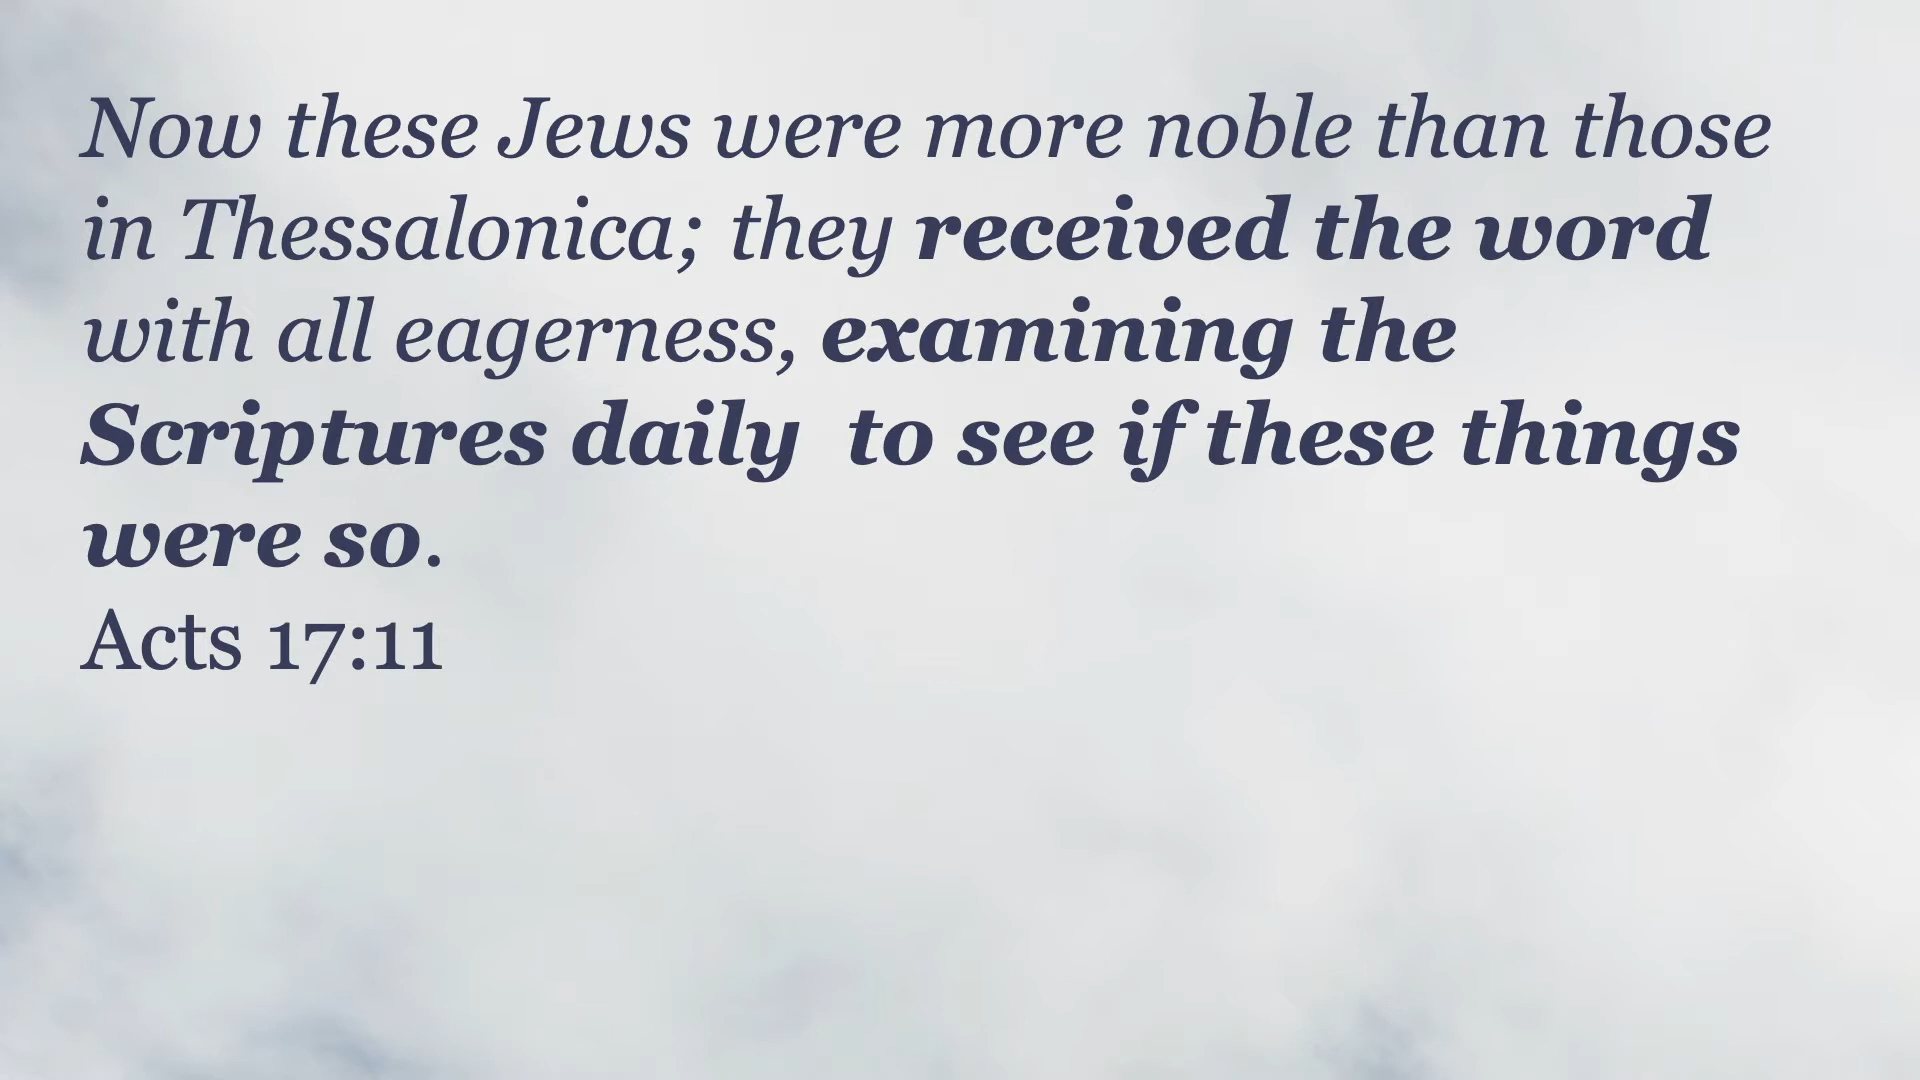 Now these Jews were more noble than those
in Thessalonica; they received the word
with all eagerness, examining the
Scriptures daily  to see if these things
were so.
Acts 17:11